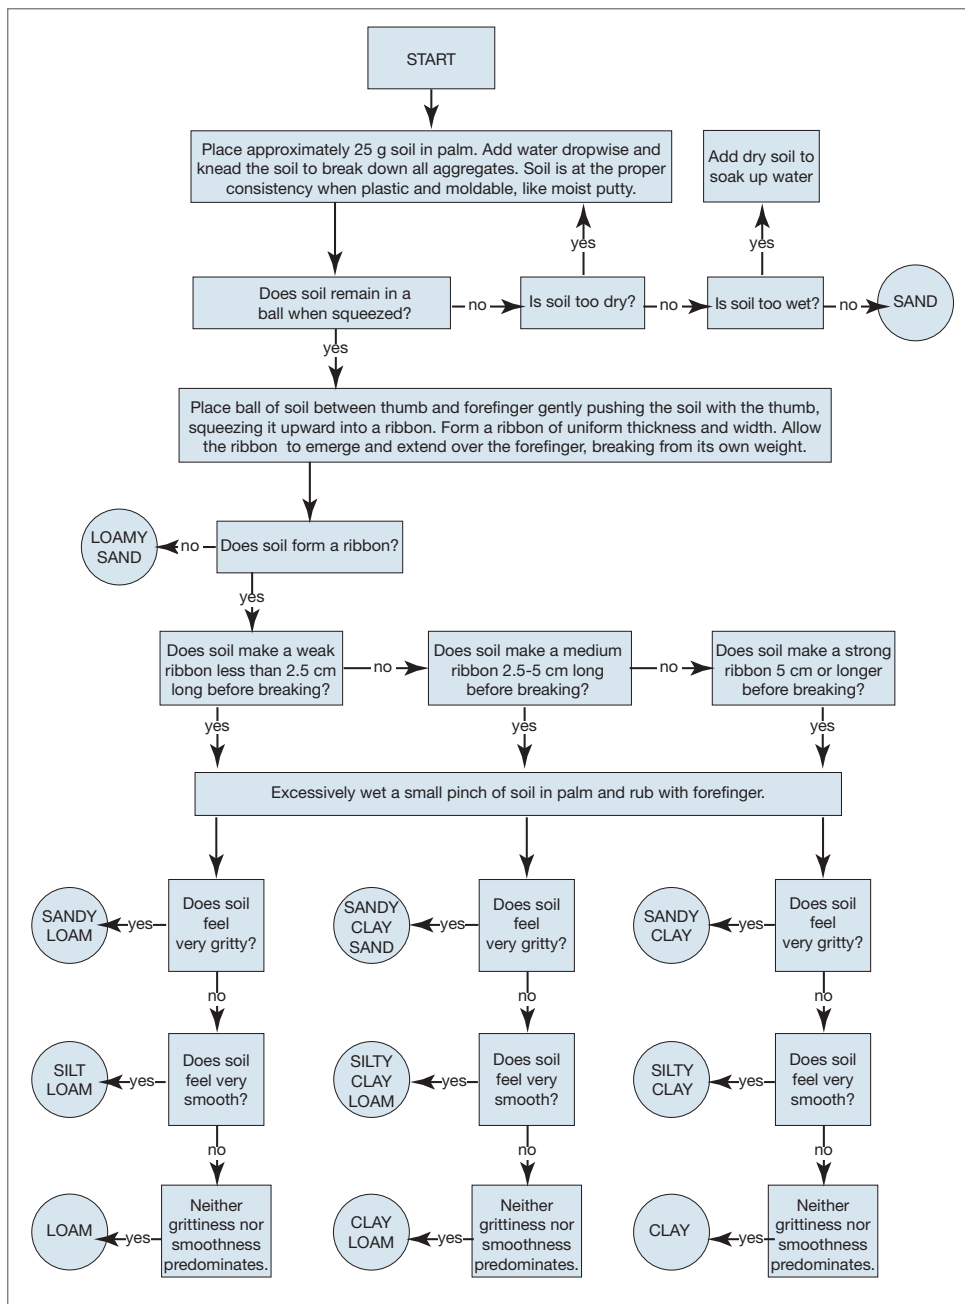 START
Place approximately 25 g soil in palm. Add water dropwise and
knead the soil to break down all aggregates. Soil is at the proper
consistency when plastic and moldable, like moist putty.
Add dry soil to
soak up water
yes
yes
Does soil remain in a
ball when squeezed?
no
Is soil too dry?
no
Is soil too wet?
no
SAND
yes
Place ball of soil between thumb and forefinger gently pushing the soil with the thumb,
squeezing it upward into a ribbon. Form a ribbon of uniform thickness and width. Allow
the ribbon to emerge and extend over the forefinger, breaking from its own weight.
LOAMY
SAND
no
Does soil form a ribbon?
yes
Does soil make a weak
ribbon less than 2.5 cm
long before breaking?
no
Does soil make a medium
ribbon 2.5-5 cm long
before breaking?
no
Does soil make a strong
ribbon 5 cm or longer
before breaking?
yes
yes
yes
Excessively wet a small pinch of soil in palm and rub with forefinger.
SANDY
LOAM
yes
Does soil
feel
very gritty?
SANDY
CLAY
SAND
yes
Does soil
feel
very gritty?
SANDY
CLAY
yes
Does soil
feel
very gritty?
no
no
no
SILT
LOAM
yes
Does soil
feel very
smooth?
SILTY
CLAY
LOAM
yes
Does soil
feel very
smooth?
SILTY
CLAY
yes
Does soil
feel very
smooth?
no
no
no
LOAM
yes
Neither
grittiness nor
smoothness
predominates.
CLAY
LOAM
yes
Neither
grittiness nor
smoothness
predominates.
CLAY
yes
Neither
grittiness nor
smoothness
predominates.